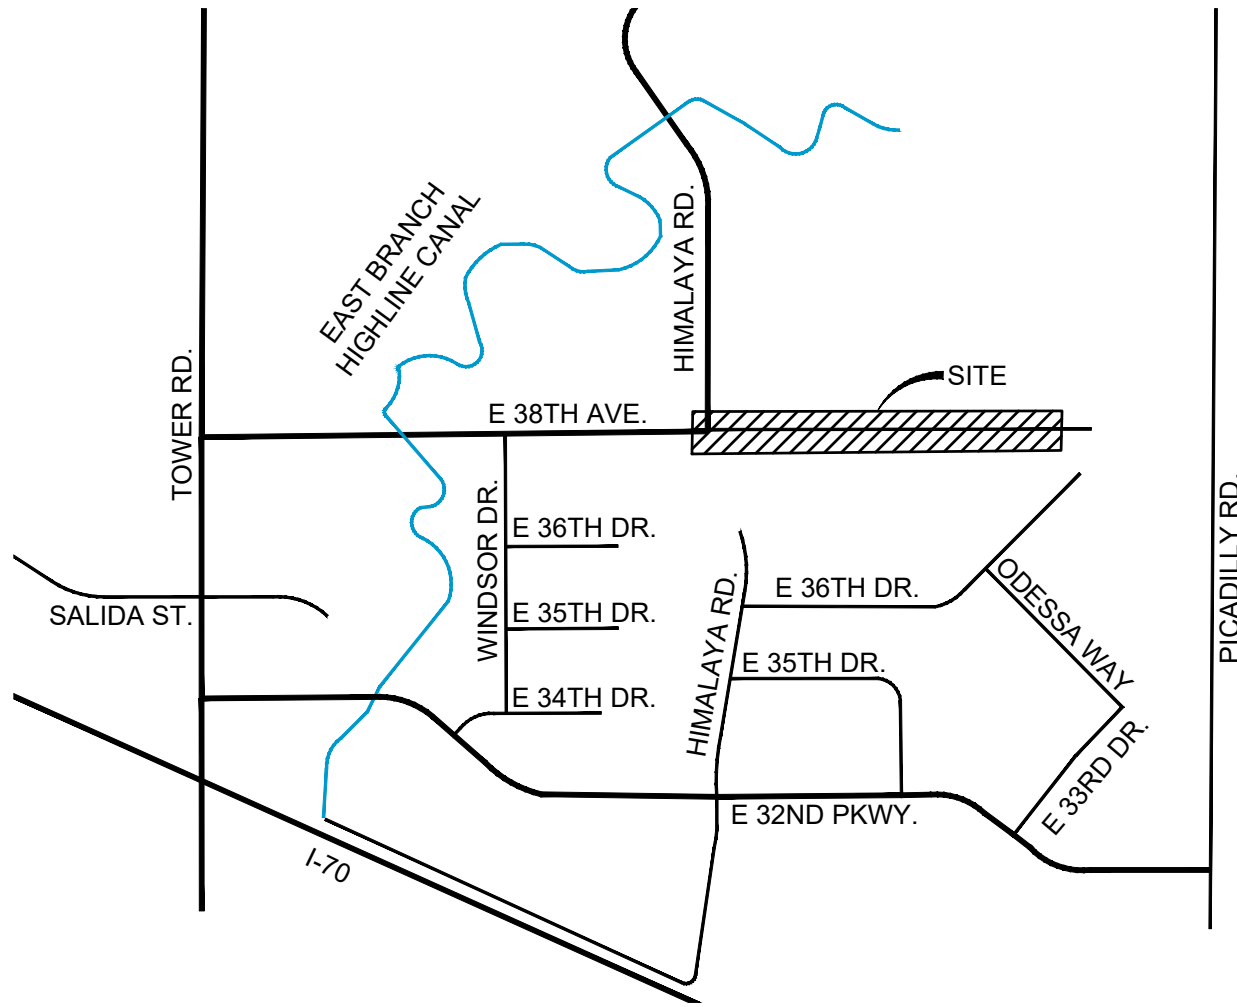 EAST BRANCH
HIGHLINE CANAL
HIMALAYA RD.
TOWER RD.
SITE
E 38TH AVE.
WINDSOR DR.
E 36TH DR.
PICADILLY RD.
HIMALAYA RD.
E 36TH DR.
ODESSA WAY
SALIDA ST.
E 35TH DR.
E 35TH DR.
E 34TH DR.
E 33RD DR.
E 32ND PKWY.
I-70